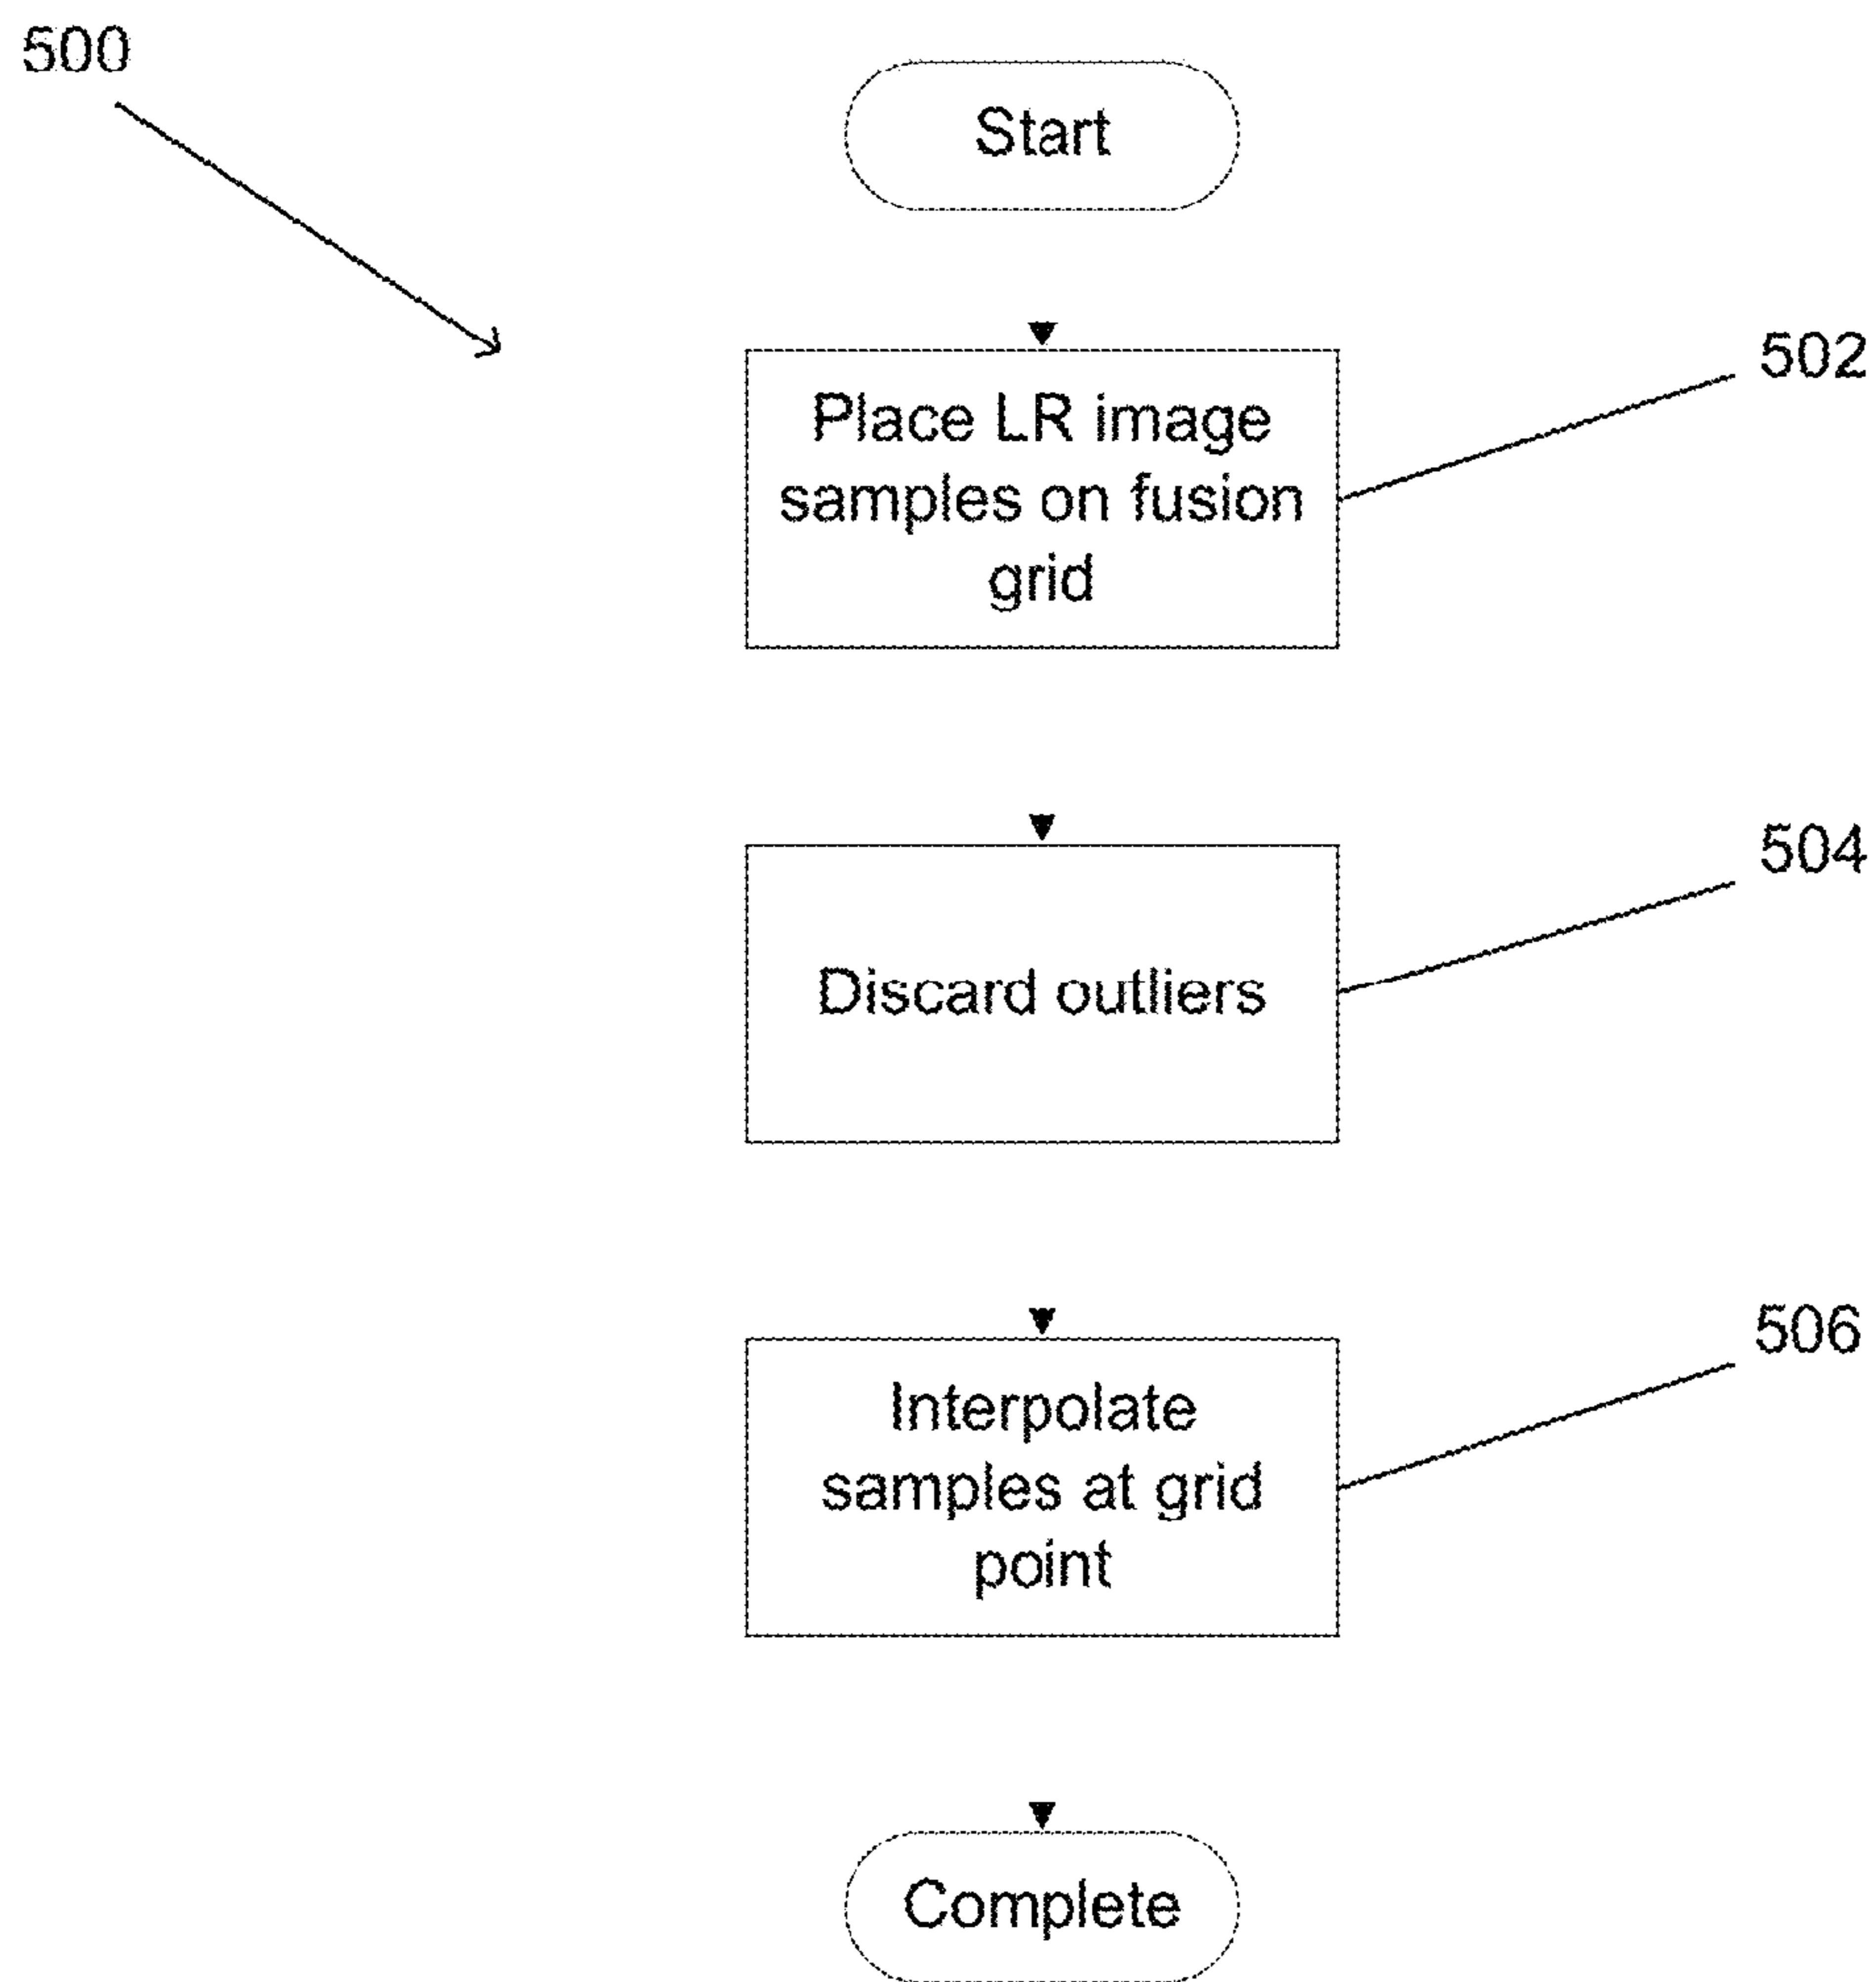 500
Start
502
Place LR image
samples on fusion
grid
504
Discard outliers
506
Interpolate
samples at grid
point
Complete